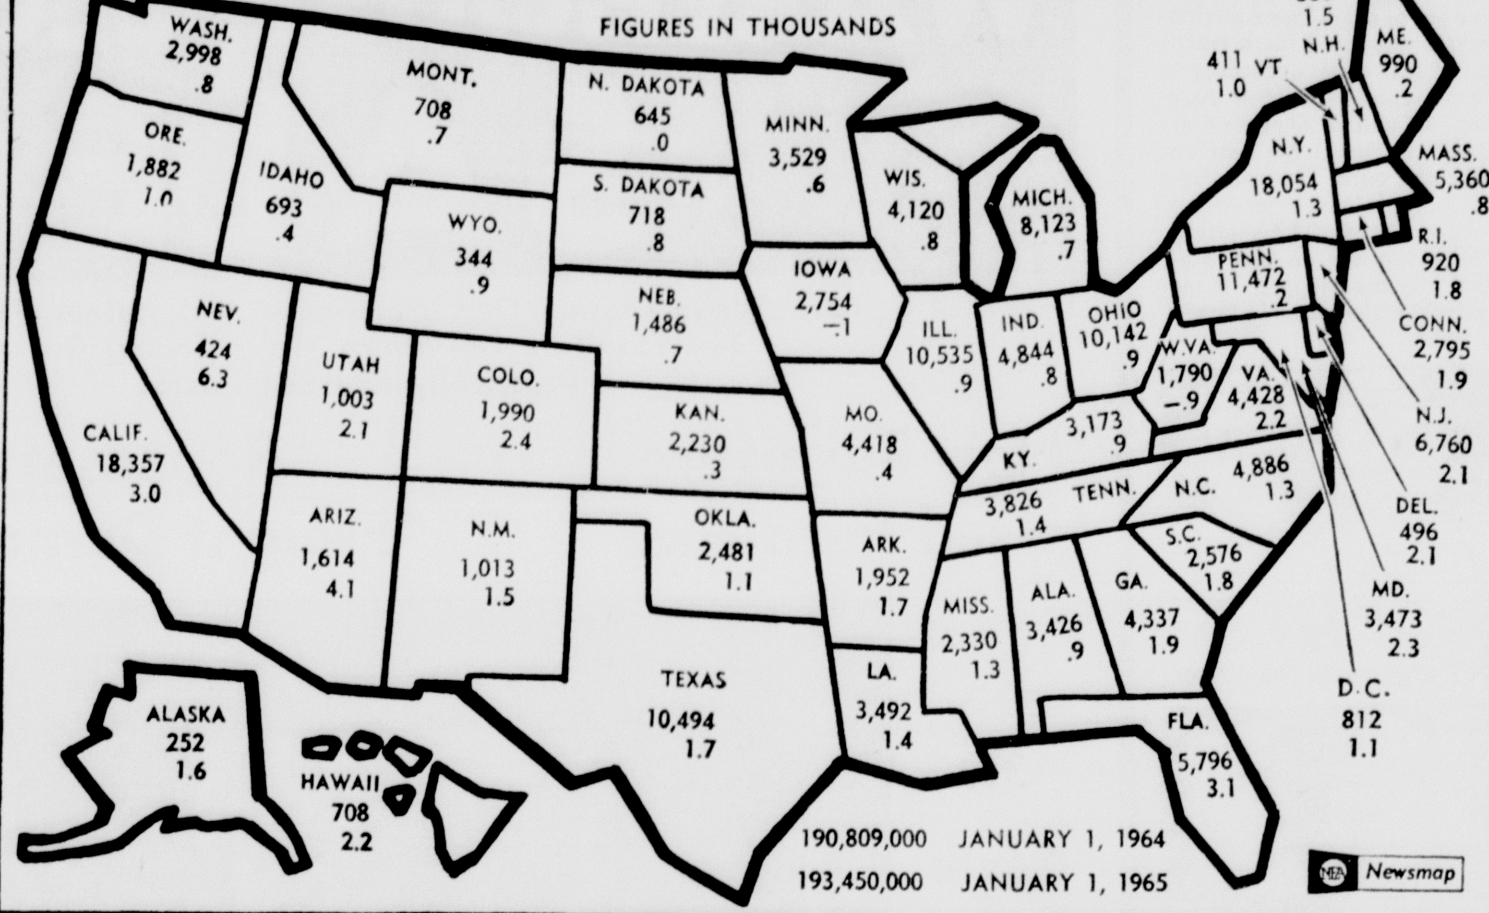 FIGURES IN THOUSANDS
WASH.
2,998
.8
ORE.
1,882
1.0
IDAHO
693
.4
MONT.
708
.7
WYO.
344
.9
N. DAKOTA
645
.0
S. DAKOTA
718
.8
NEB.
1,486
.7
KAN.
2,230
.3
MINN.
3,529
.6
IOWA
2,754
-.1
MO.
4,418
.4
WIS.
4,120
.8
MICH.
8,123
.7
ILL.
10,535
.9
IND.
4,844
.8
OHIO
10,142
.9
NEV.
424
6.3
CALIF.
18,357
3.0
UTAH
1,003
2.1
COLO.
1,990
2.4
ARIZ.
1,614
4.1
N.M.
1,013
1.5
OKLA.
2,481
1.1
TEXAS
10,494
1.7
ARK.
1,952
1.7
LA.
3,492
1.4
MISS.
2,330
1.3
ALA.
3,426
.9
GA.
4,337
1.9
FLA.
5,796
3.1
S.C.
2,576
1.8
N.C.
4,886
1.3
3,826 TENN.
1.4
3,173
KY. .9
W.VA.
1,790
-.9
VA.
4,428
2.2
PENN.
11,472
.2
N.Y.
18,054
1.3
411 VT
1.0
1.5
N.H.
ME.
990
.2
MASS.
5,360
.8
R.I.
920
1.8
CONN.
2,795
1.9
N.J.
6,760
2.1
DEL.
496
2.1
MD.
3,473
2.3
D.C.
812
1.1
ALASKA
252
1.6
HAWAII
708
2.2
190,809,000 JANUARY 1, 1964
193,450,000 JANUARY 1, 1965
NEA Newsmap